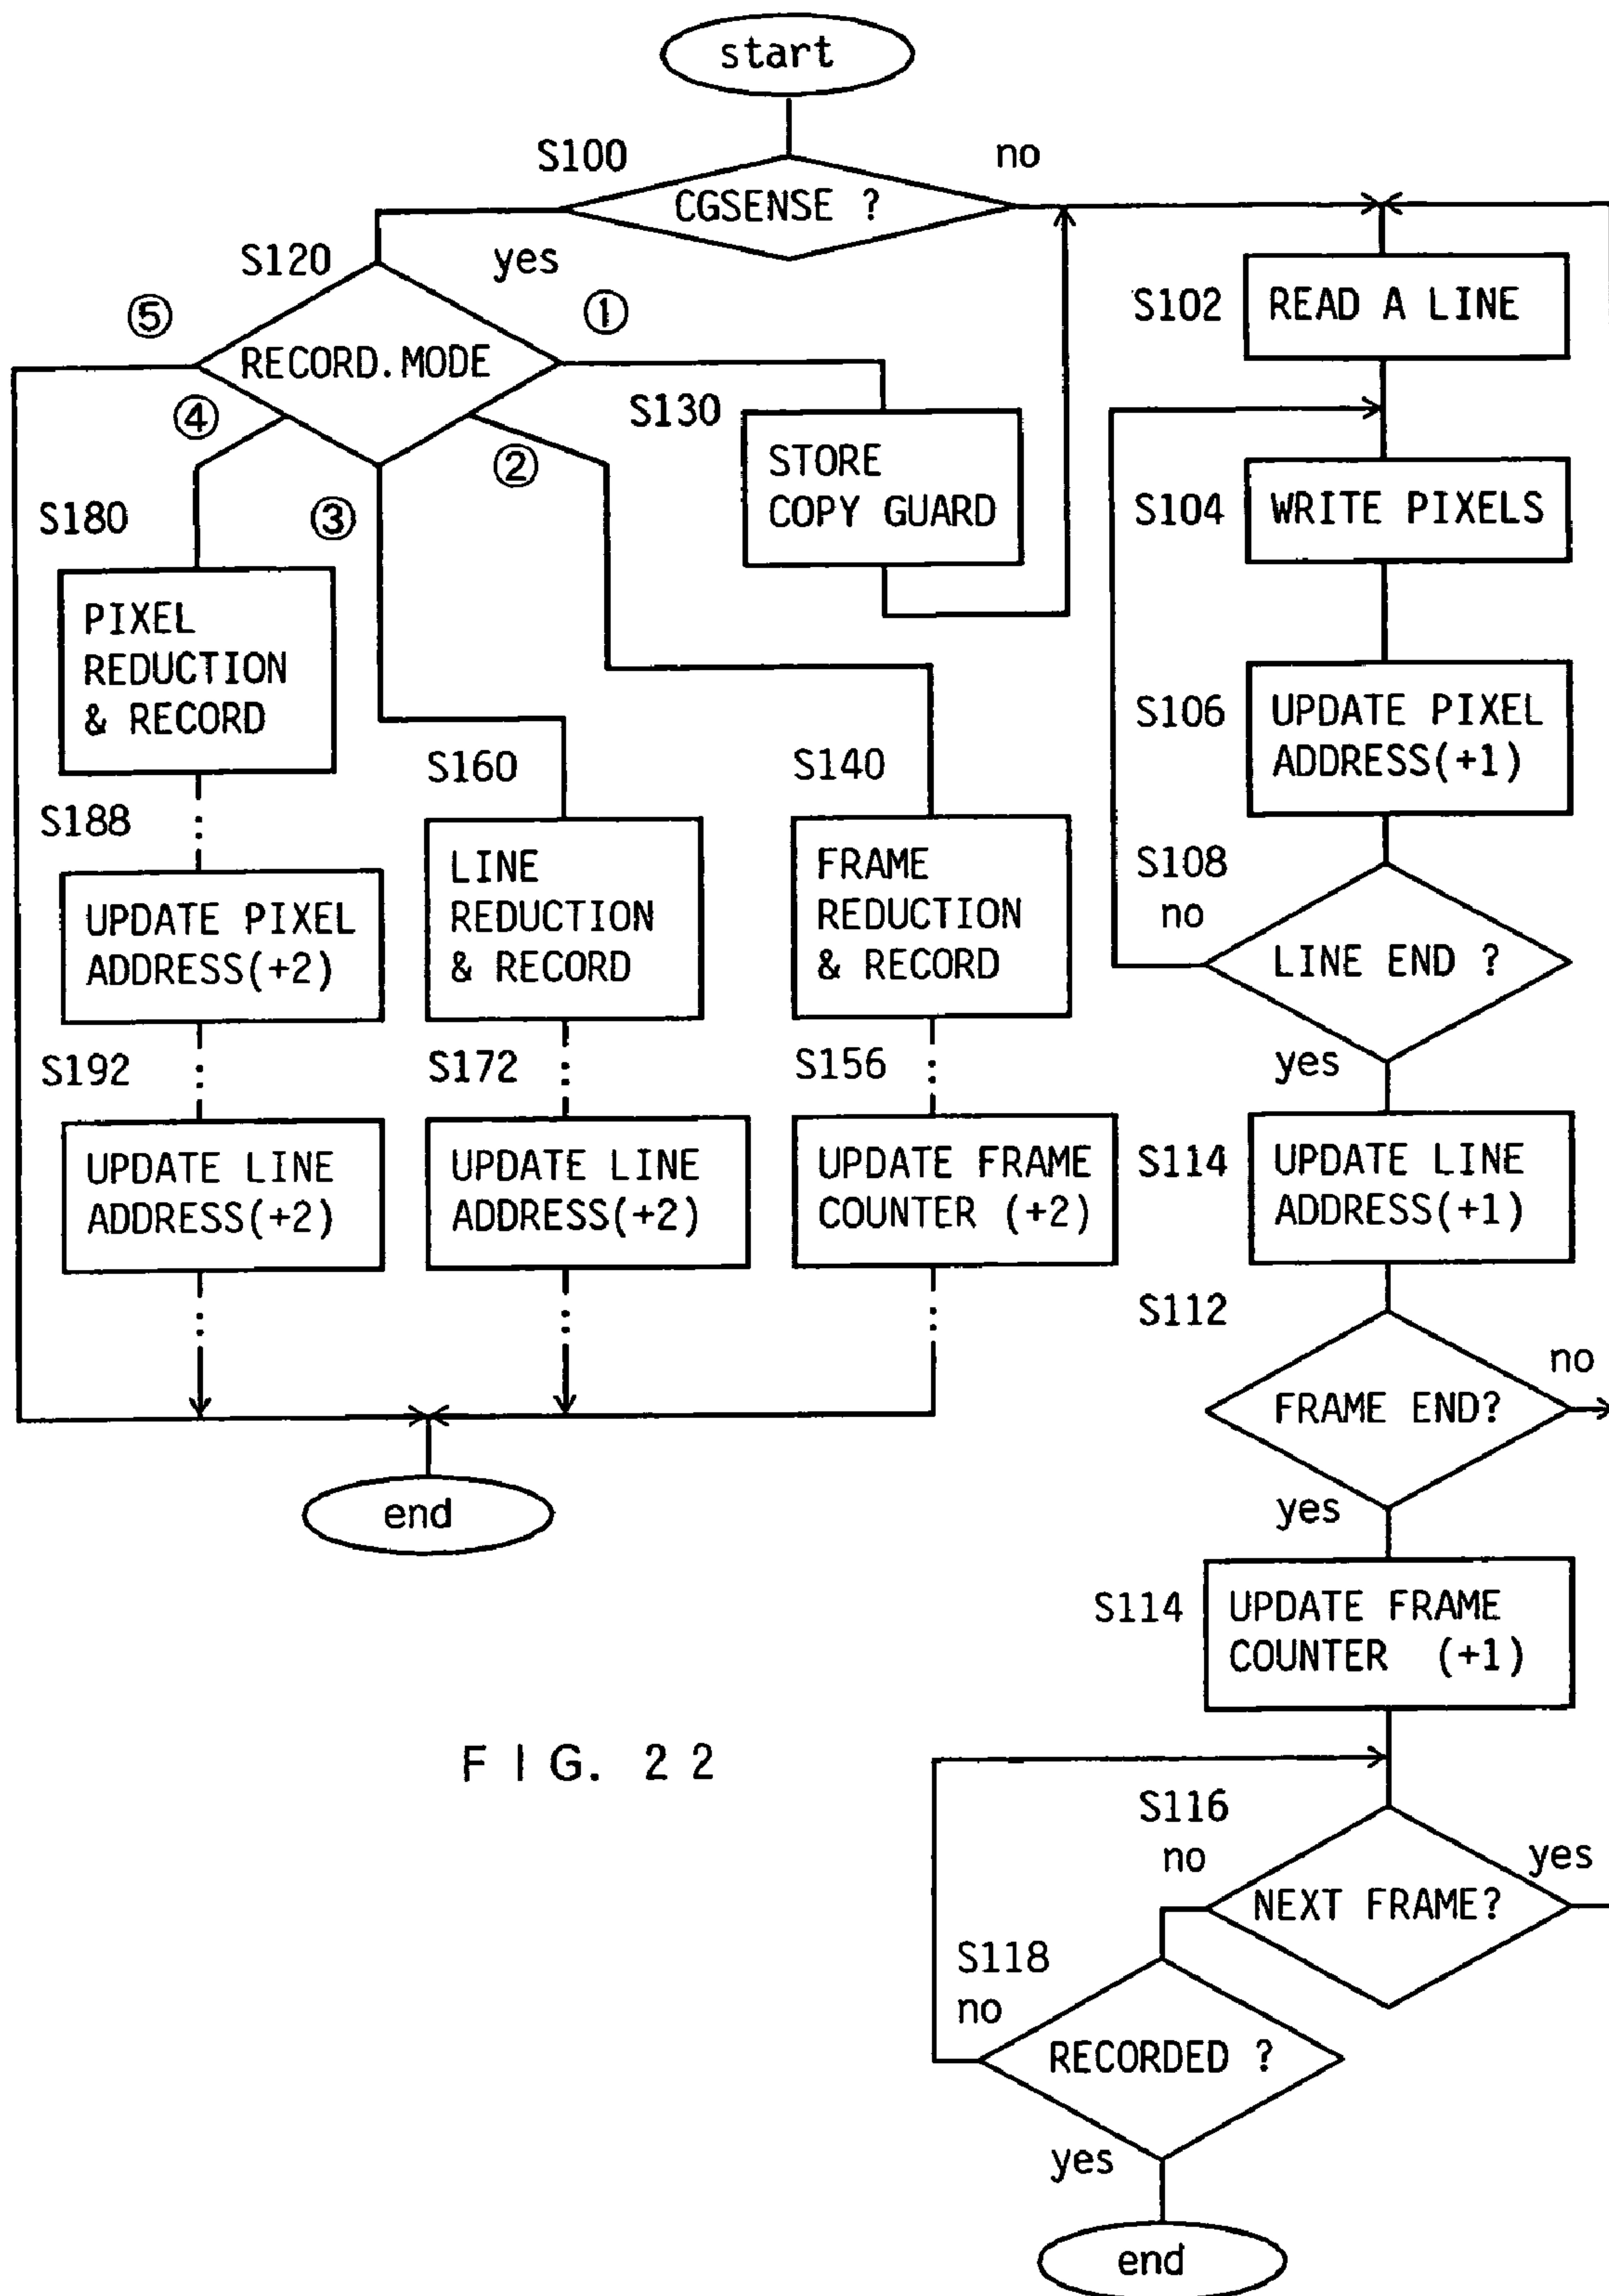 start
S100
no
CGSENSE ?
S120
yes
⑤
①
S102
READ A LINE
RECORD.MODE
④
S130
②
STORE
COPY GUARD
S104
WRITE PIXELS
S180
③
PIXEL
REDUCTION
& RECORD
S106
UPDATE PIXEL
ADDRESS(+1)
S160
S140
S188
LINE
REDUCTION
& RECORD
FRAME
REDUCTION
& RECORD
S108
no
UPDATE PIXEL
ADDRESS(+2)
LINE END ?
S192
S172
S156
yes
UPDATE LINE
ADDRESS(+2)
UPDATE LINE
ADDRESS(+2)
UPDATE FRAME
COUNTER (+2)
S114
UPDATE LINE
ADDRESS(+1)
S112
no
FRAME END?
end
yes
S114
UPDATE FRAME
COUNTER (+1)
FIG. 22
S116
no
yes
NEXT FRAME?
S118
no
RECORDED ?
yes
end